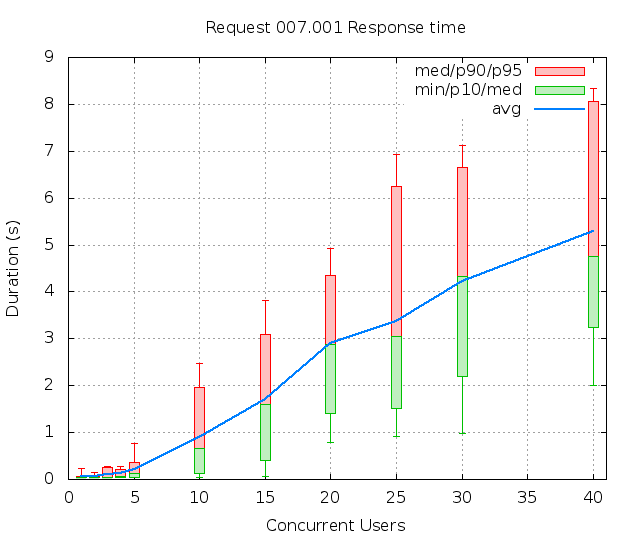 Request 007.001 Response time
med/p90/p95
min/p10/med
avg
9
8
7
6
5
4
3
2
1
0
Duration (s)
0 5 10 15 20 25 30 35 40
Concurrent Users